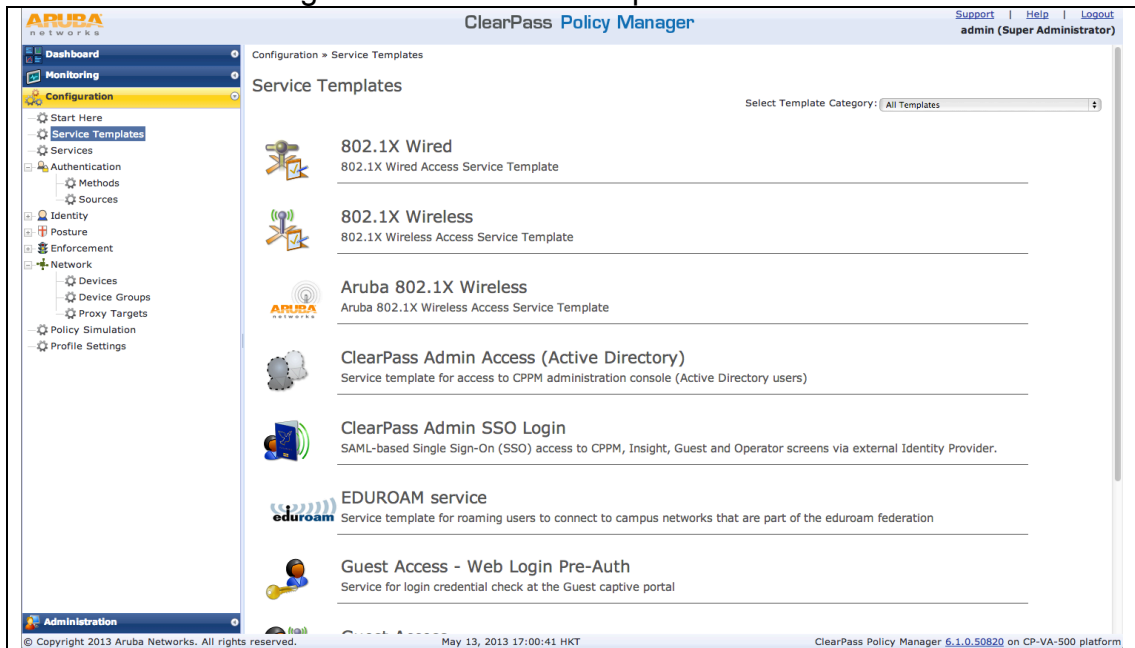 ARUBA
networks
ClearPass Policy Manager
Support | Help | Logout
admin (Super Administrator)
Dashboard
Monitoring
Configuration
Start Here
Service Templates
Services
Authentication
Methods
Sources
Identity
Posture
Enforcement
Network
Devices
Device Groups
Proxy Targets
Policy Simulation
Profile Settings
Administration
Configuration » Service Templates
Service Templates
Select Template Category: All Templates
802.1X Wired
802.1X Wired Access Service Template
802.1X Wireless
802.1X Wireless Access Service Template
ARUBA
networks
Aruba 802.1X Wireless
Aruba 802.1X Wireless Access Service Template
ClearPass Admin Access (Active Directory)
Service template for access to CPPM administration console (Active Directory users)
ClearPass Admin SSO Login
SAML-based Single Sign-On (SSO) access to CPPM, Insight, Guest and Operator screens via external Identity Provider.
eduroam
EDUROAM service
Service template for roaming users to connect to campus networks that are part of the eduroam federation
Guest Access - Web Login Pre-Auth
Service for login credential check at the Guest captive portal
© Copyright 2013 Aruba Networks. All rights reserved.
May 13, 2013 17:00:41 HKT
ClearPass Policy Manager 6.1.0.50820 on CP-VA-500 platform